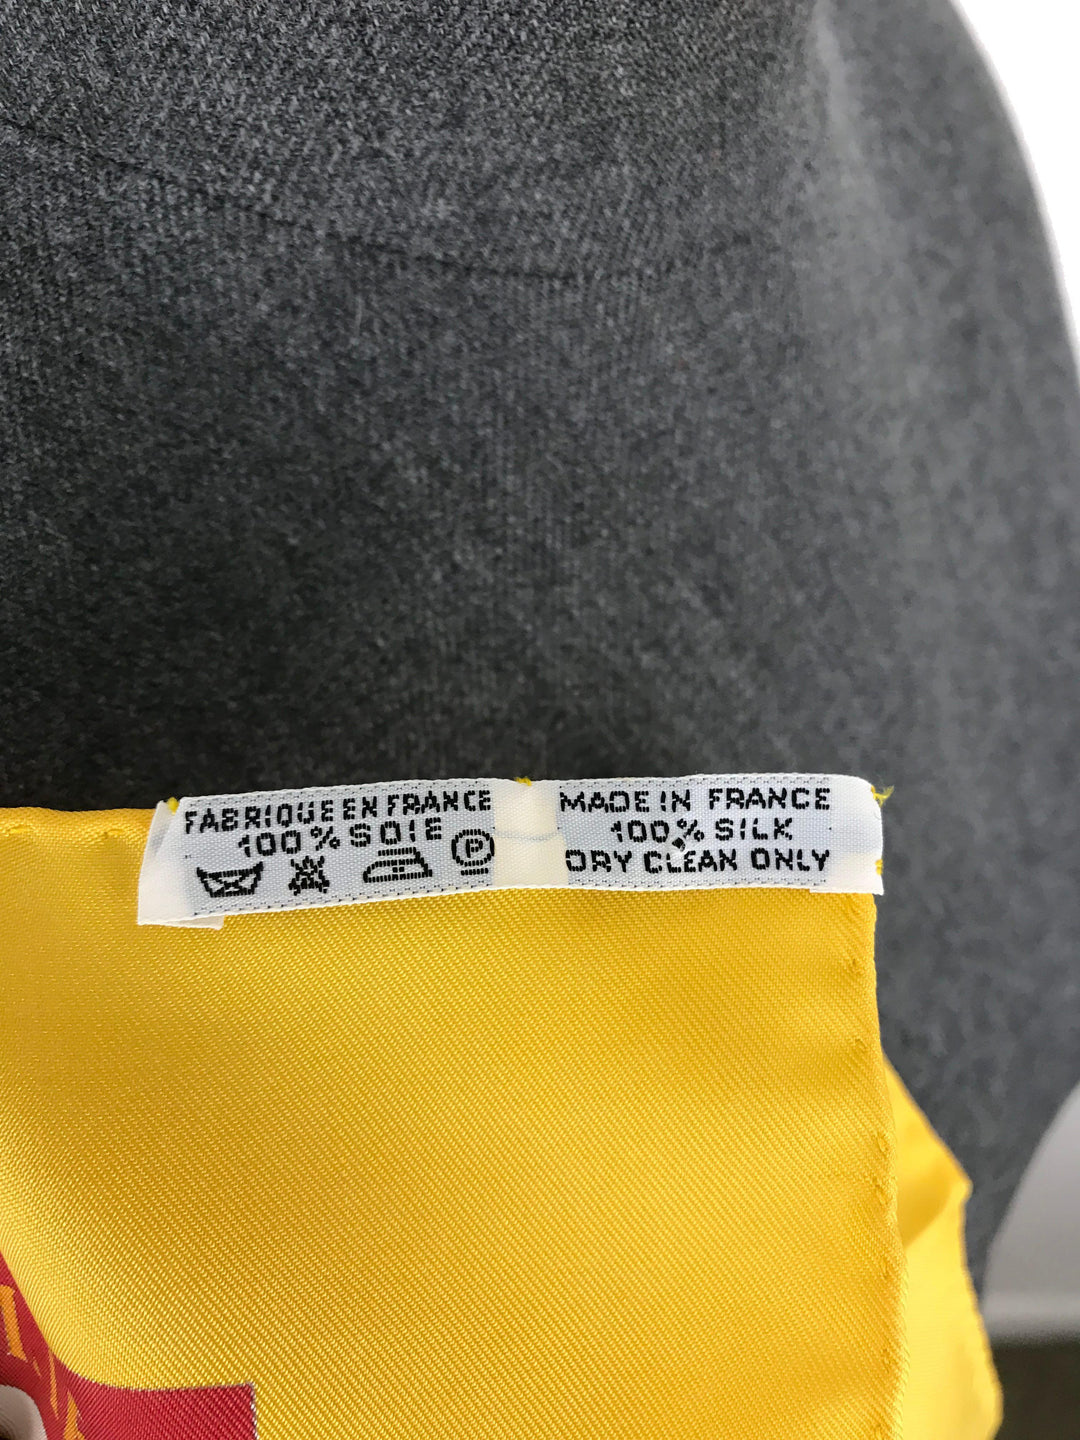 FABRIQUE EN FRANCE
100% SOIE
P
MADE IN FRANCE
100% SILK
DRY CLEAN ONLY